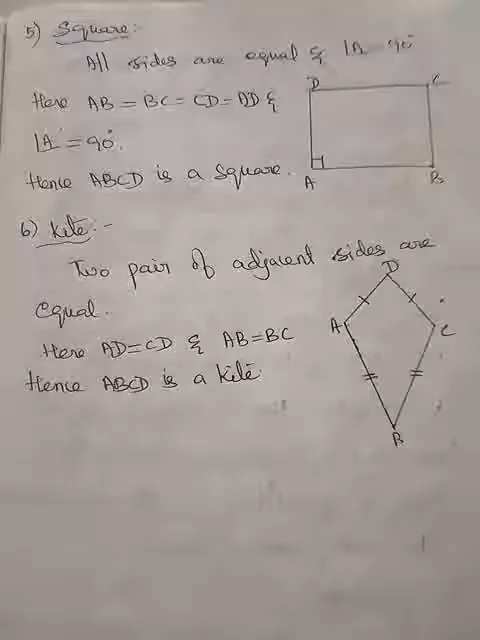 5) Square:-
All sides are equal & ∠A 90°
Here AB = BC = CD = AD &
∠A = 90°.
Hence ABCD is a Square.
D C
A B
6) Kite:-
Two pair of adjacent sides are
equal.
Here AD=CD & AB=BC
Hence ABCD is a Kite.
D
A C
B